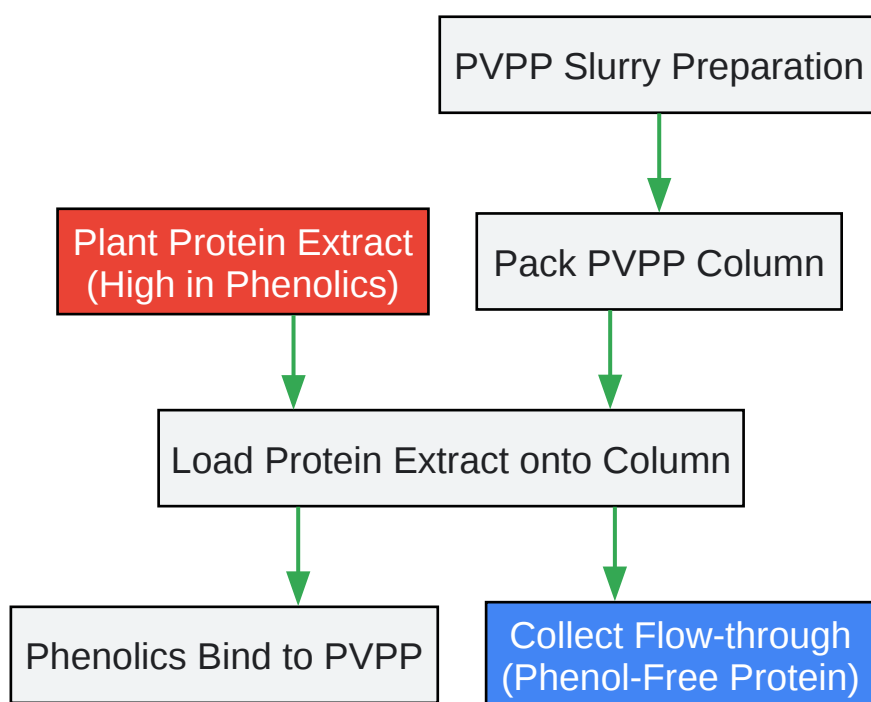 PVPP Slurry Preparation
Plant Protein Extract
(High in Phenolics)
Pack PVPP Column
Load Protein Extract onto Column
Phenolics Bind to PVPP
Collect Flow-through
(Phenol-Free Protein)